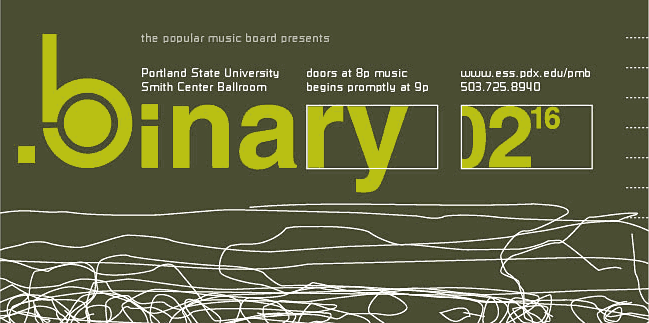 the popular music board presents
Portland State University
Smith Center Ballroom
doors at 8p music
begins promptly at 9p
www.ess.pdx.edu/pmb
503.725.8940
.binary
02 16